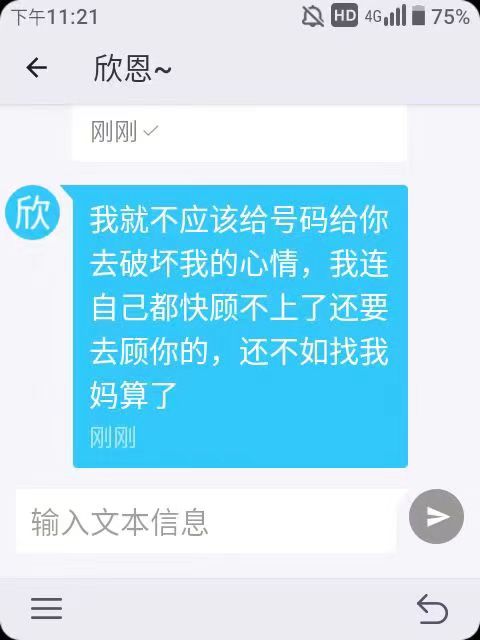 下午11:21 HD 4G 75%
欣恩~
刚刚
欣
我就不应该给号码给你
去破坏我的心情，我连
自己都快顾不上了还要
去顾你的，还不如找我
妈算了
刚刚
输入文本信息